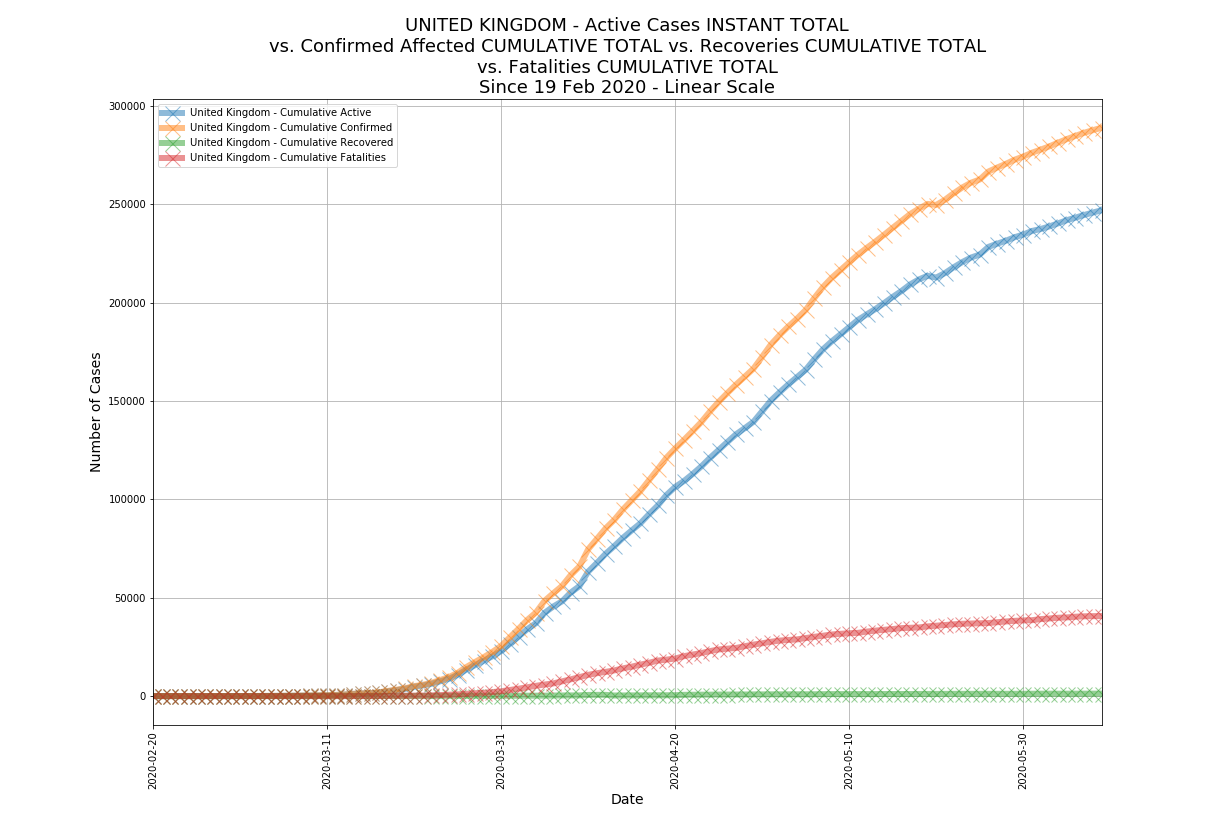 UNITED KINGDOM - Active Cases INSTANT TOTAL
vs. Confirmed Affected CUMULATIVE TOTAL vs. Recoveries CUMULATIVE TOTAL
vs. Fatalities CUMULATIVE TOTAL
Since 19 Feb 2020 - Linear Scale
United Kingdom - Cumulative Active
United Kingdom - Cumulative Confirmed
United Kingdom - Cumulative Recovered
United Kingdom - Cumulative Fatalities
300000
250000
200000
150000
100000
50000
0
Number of Cases
2020-02-20
2020-03-11
2020-03-31
2020-04-20
2020-05-10
2020-05-30
Date